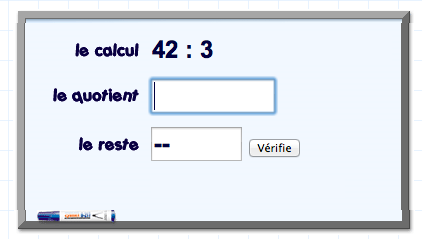 le calcul 42 : 3
le quotient
le reste -- Vérifie